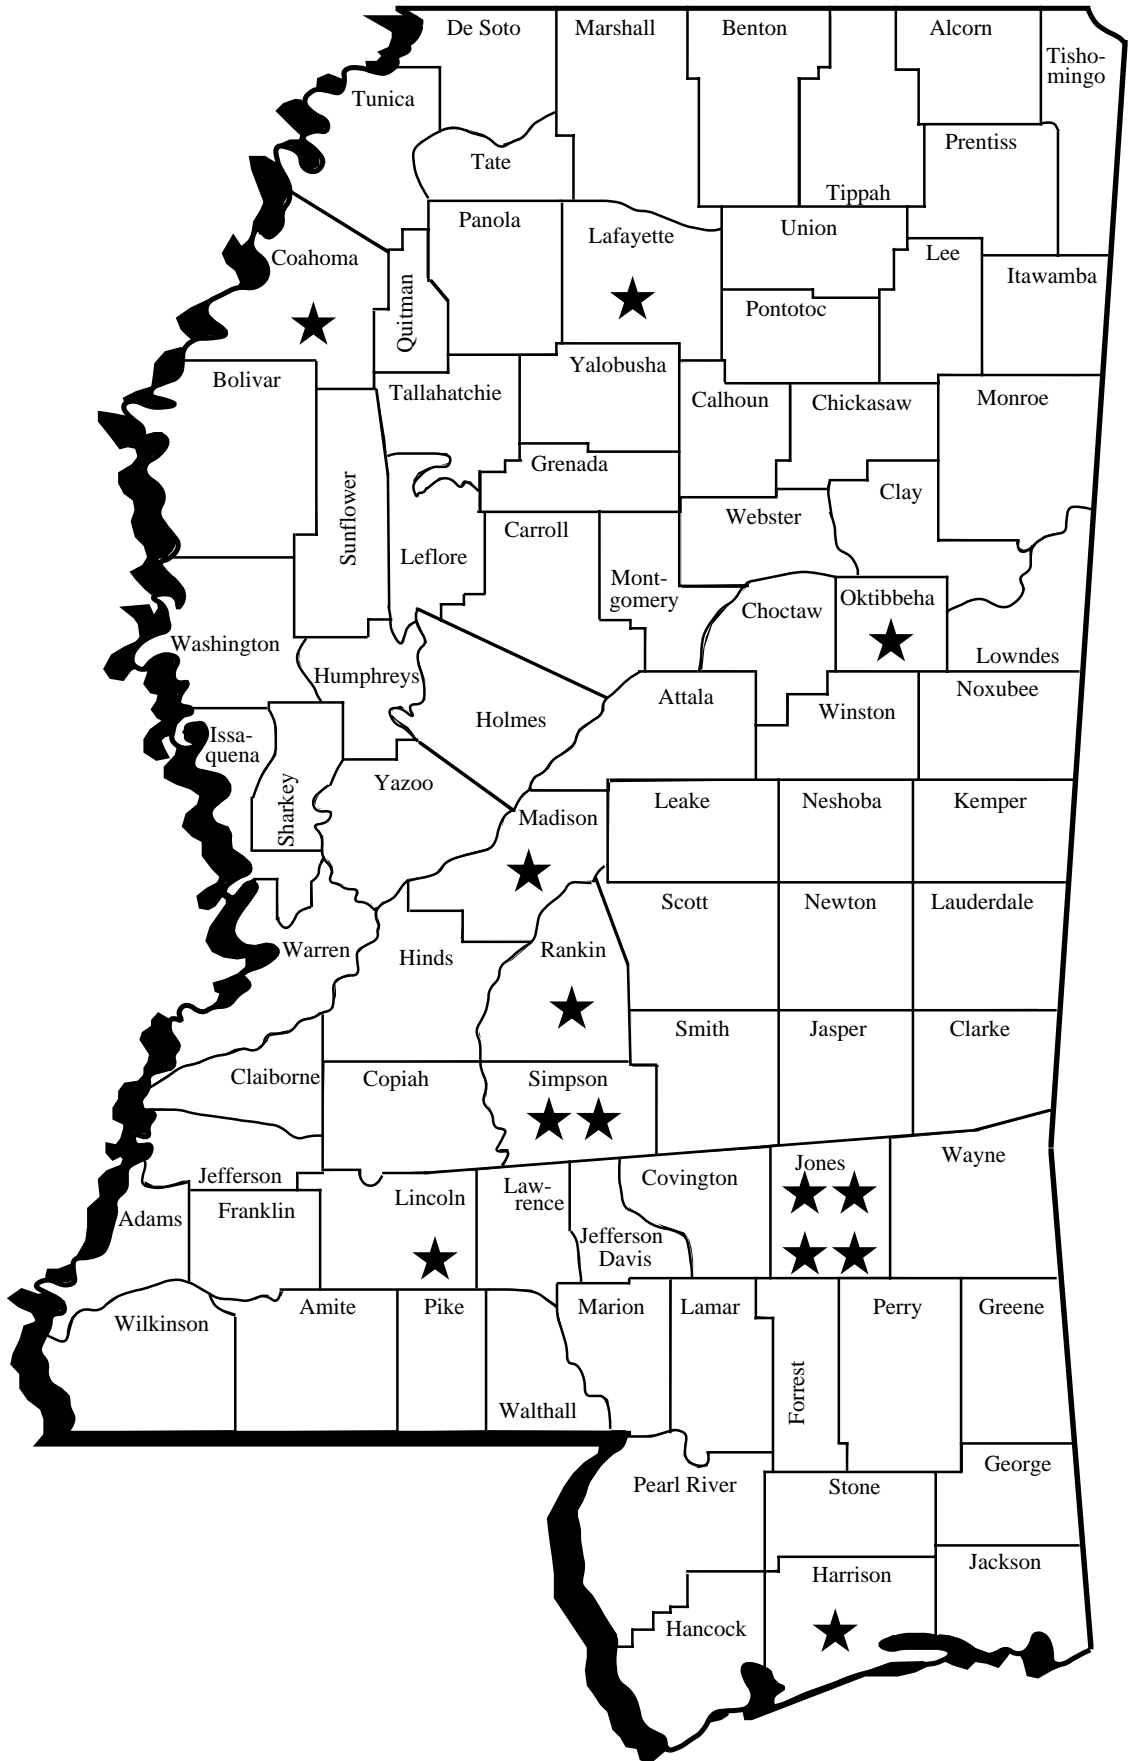 De Soto
Marshall
Benton
Alcorn
Tisho-
mingo
Tunica
Tate
Prentiss
Tippah
Panola
Lafayette
Union
Lee
Coahoma
Quitman
Itawamba
Pontotoc
Bolivar
Tallahatchie
Yalobusha
Calhoun
Chickasaw
Monroe
Grenada
Sunflower
Clay
Webster
Carroll
Leflore
Mont-
gomery
Choctaw
Oktibbeha
Washington
Lowndes
Humphreys
Attala
Noxubee
Winston
Holmes
Issa-
quena
Sharkey
Yazoo
Madison
Leake
Neshoba
Kemper
Scott
Newton
Lauderdale
Warren
Hinds
Rankin
Smith
Jasper
Clarke
Claiborne
Copiah
Simpson
Jefferson
Lincoln
Law-
rence
Covington
Jones
Wayne
Adams
Franklin
Jefferson
Davis
Wilkinson
Amite
Pike
Marion
Lamar
Perry
Greene
Forrest
Walthall
Pearl River
Stone
George
Harrison
Jackson
Hancock